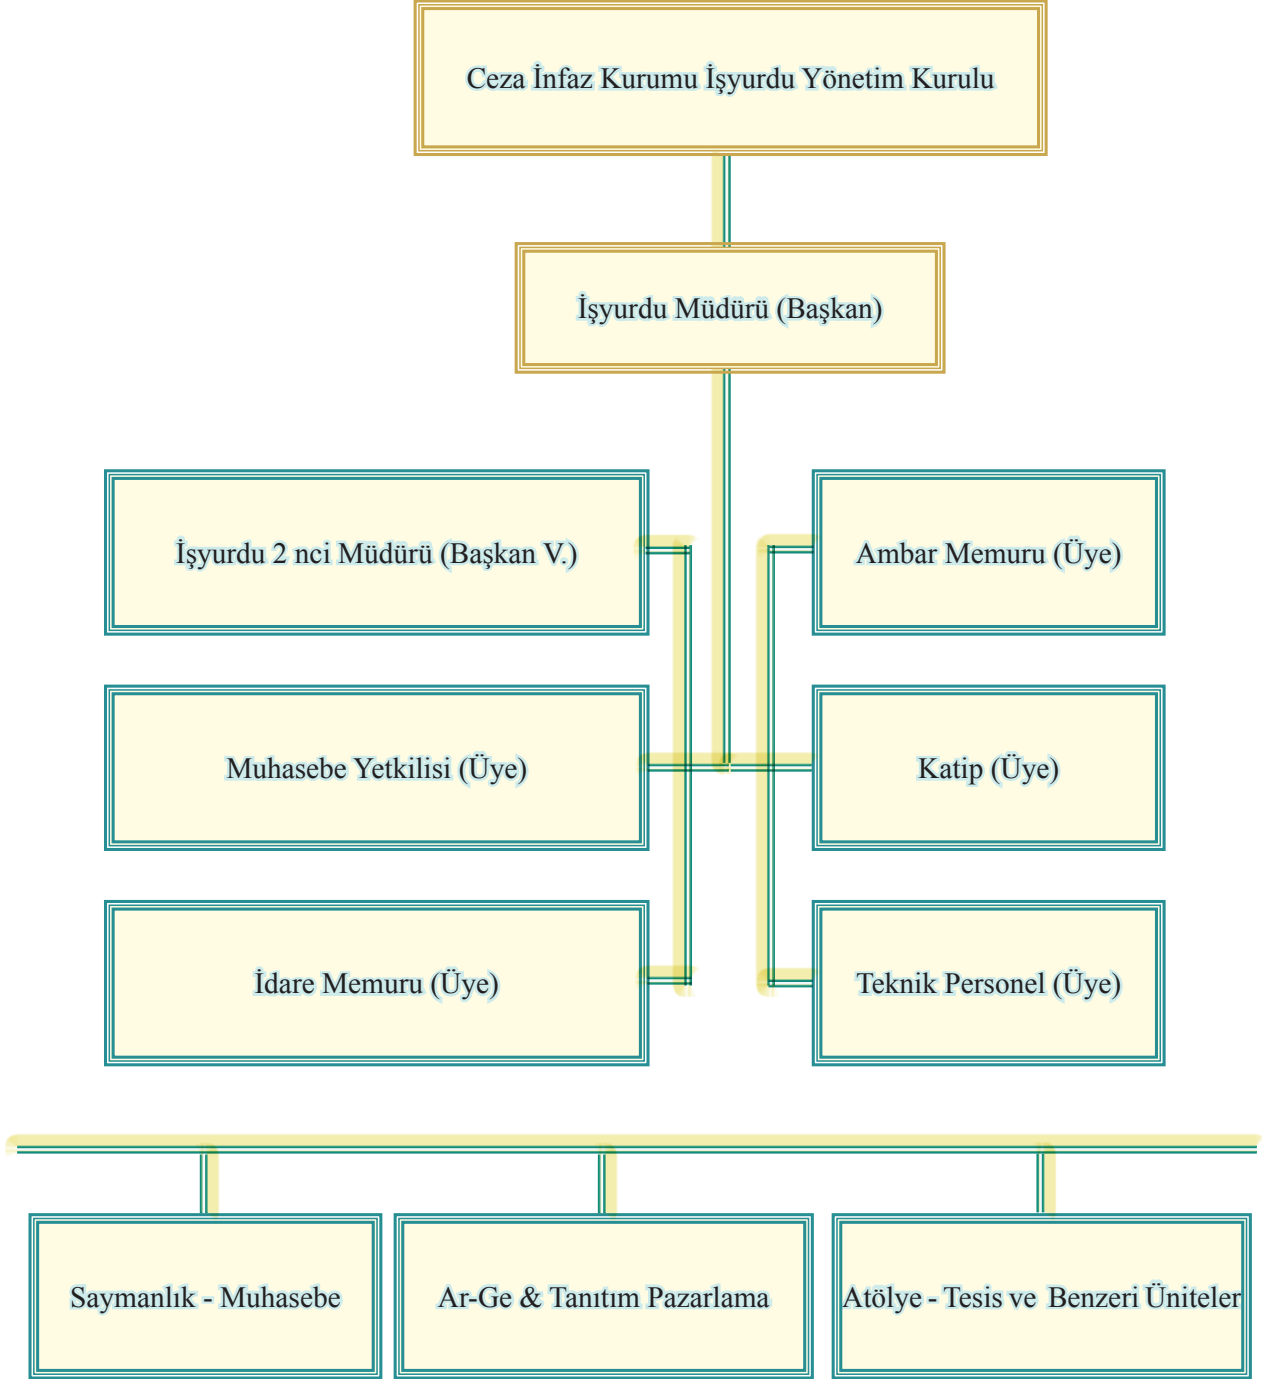 Ceza İnfaz Kurumu İşyurdu Yönetim Kurulu
İşyurdu Müdürü (Başkan)
İşyurdu 2 nci Müdürü (Başkan V.)
Ambar Memuru (Üye)
Muhasebe Yetkilisi (Üye)
Katip (Üye)
İdare Memuru (Üye)
Teknik Personel (Üye)
Saymanlık - Muhasebe
Ar-Ge & Tanıtım Pazarlama
Atölye - Tesis ve Benzeri Üniteler